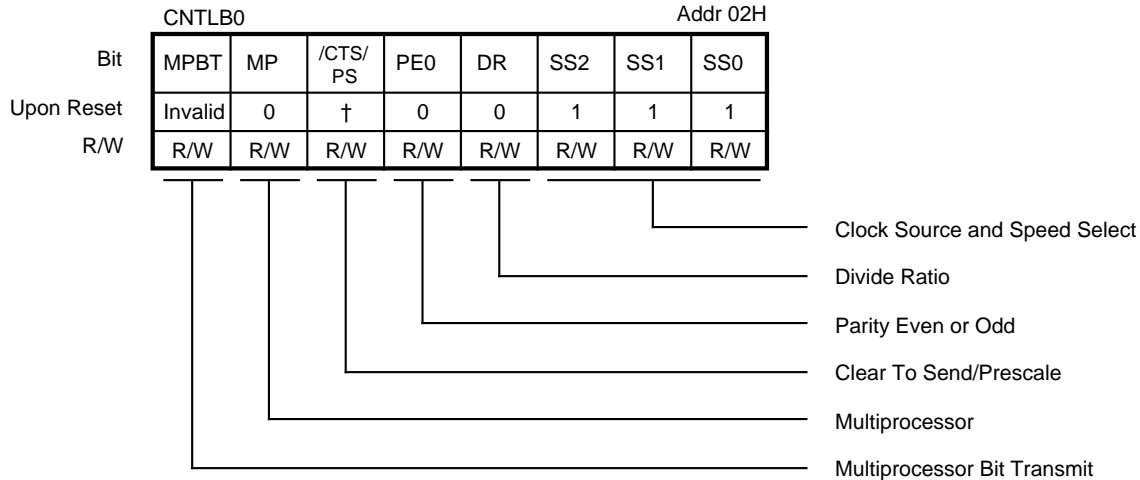 CNTLB0 Addr 02H
Bit MPBT MP /CTS/ PS PE0 DR SS2 SS1 SS0
Upon Reset Invalid 0 † 0 0 1 1 1
R/W R/W R/W R/W R/W R/W R/W R/W R/W
Clock Source and Speed Select
Divide Ratio
Parity Even or Odd
Clear To Send/Prescale
Multiprocessor
Multiprocessor Bit Transmit